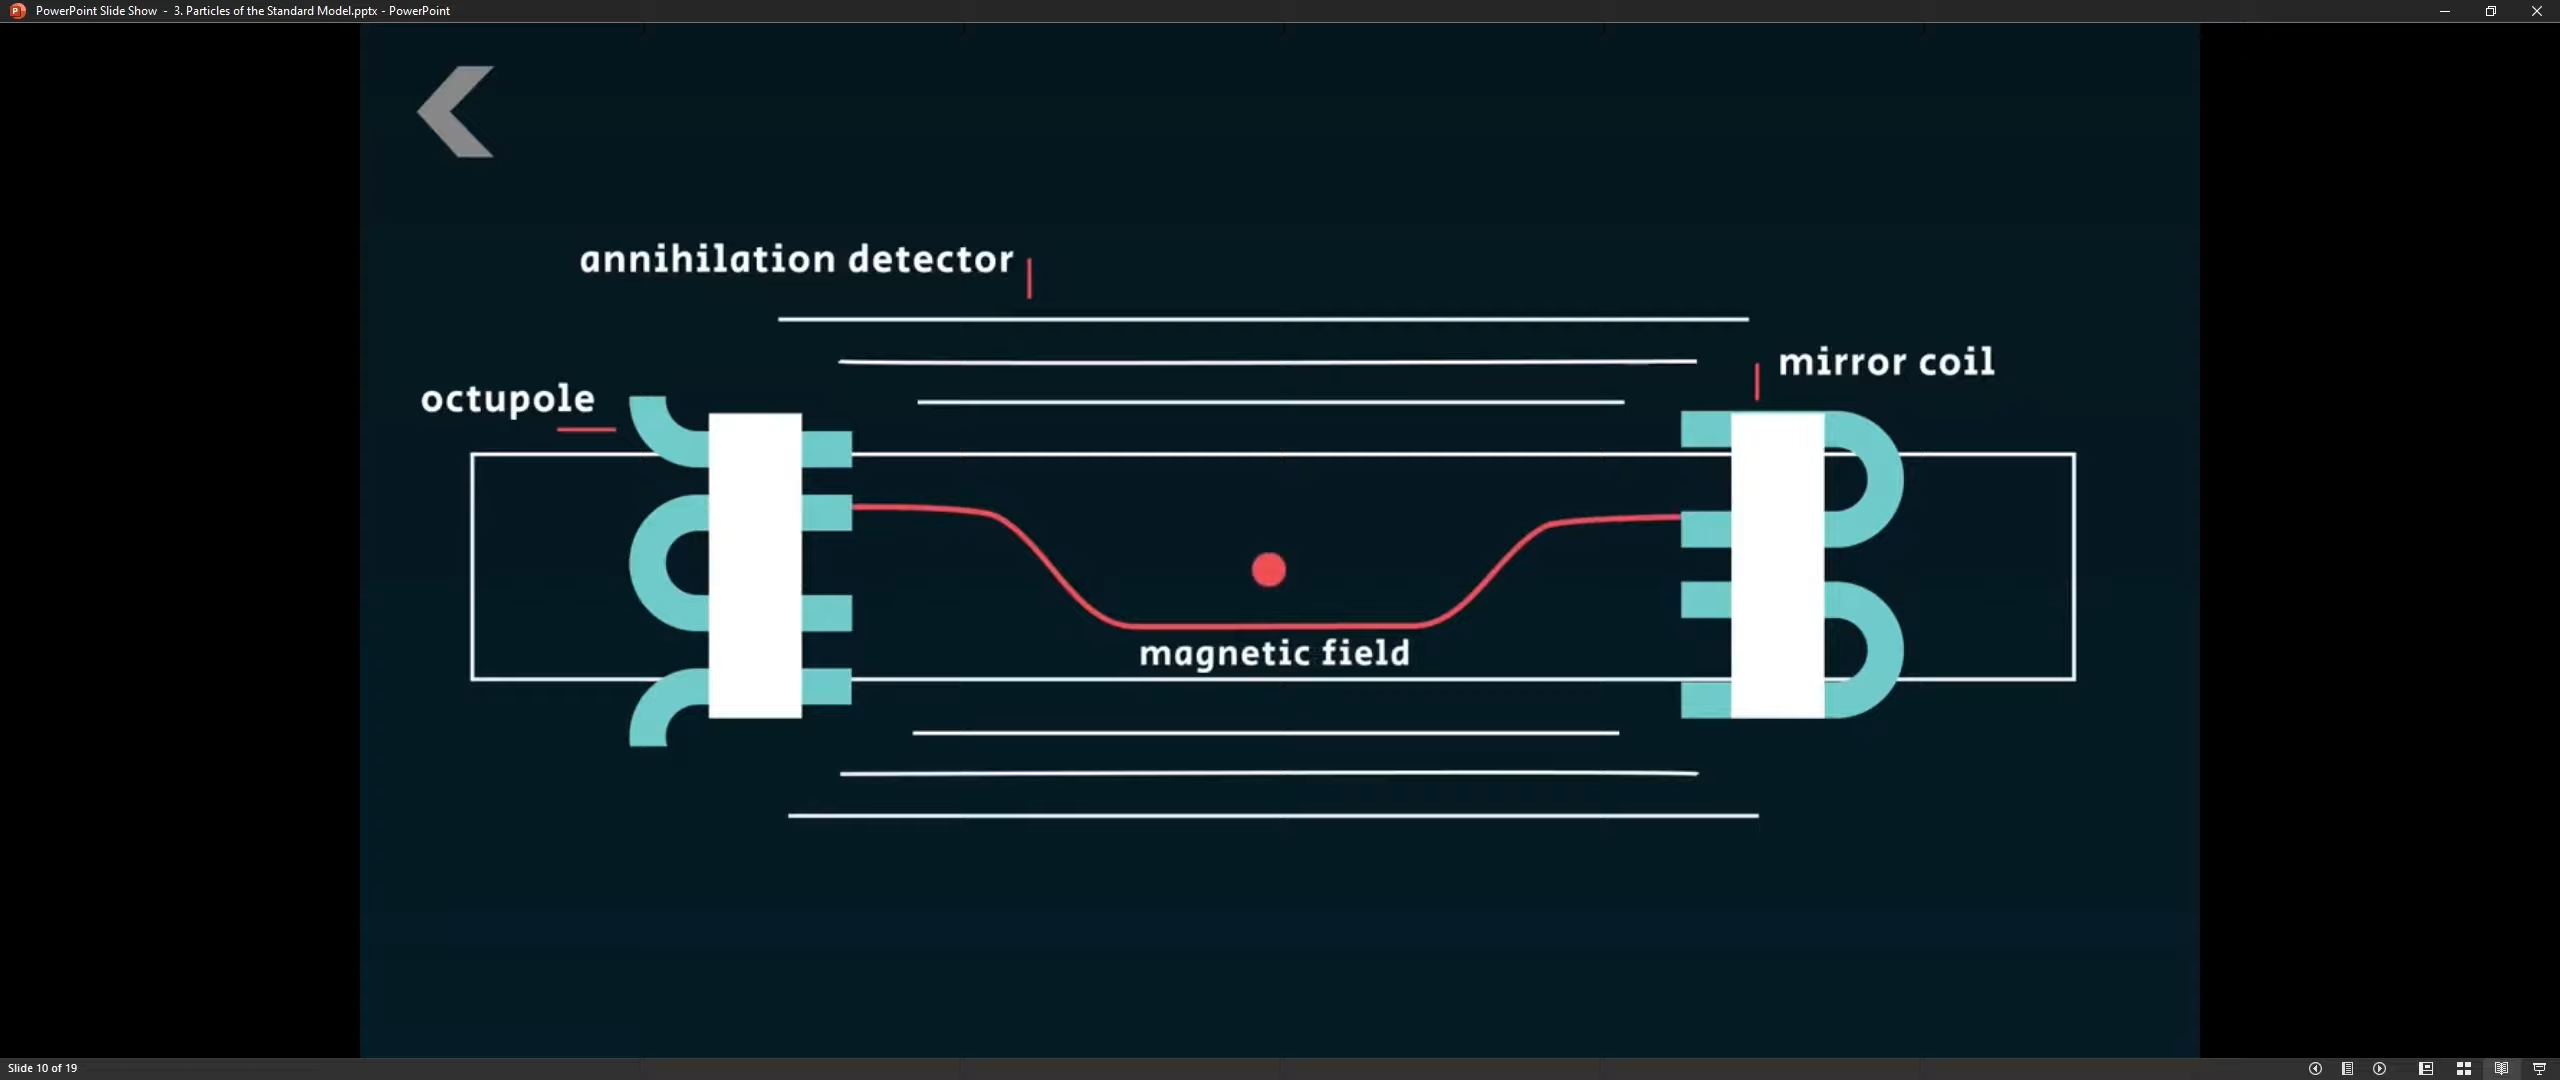 PowerPoint Slide Show - 3. Particles of the Standard Model.pptx - PowerPoint
annihilation detector
mirror coil
octupole
magnetic field
Slide 10 of 19